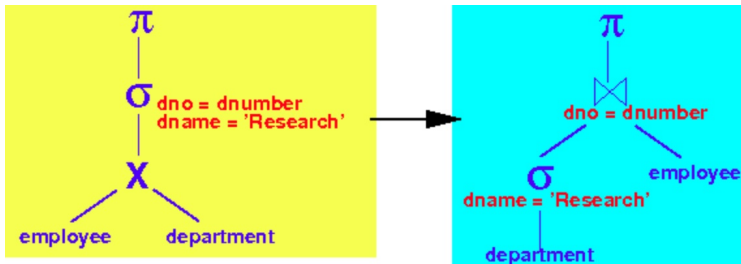 π
σ dno = dnumber
dname = 'Research'
X
employee
department
π
⋈
dno = dnumber
σ
employee
dname = 'Research'
department